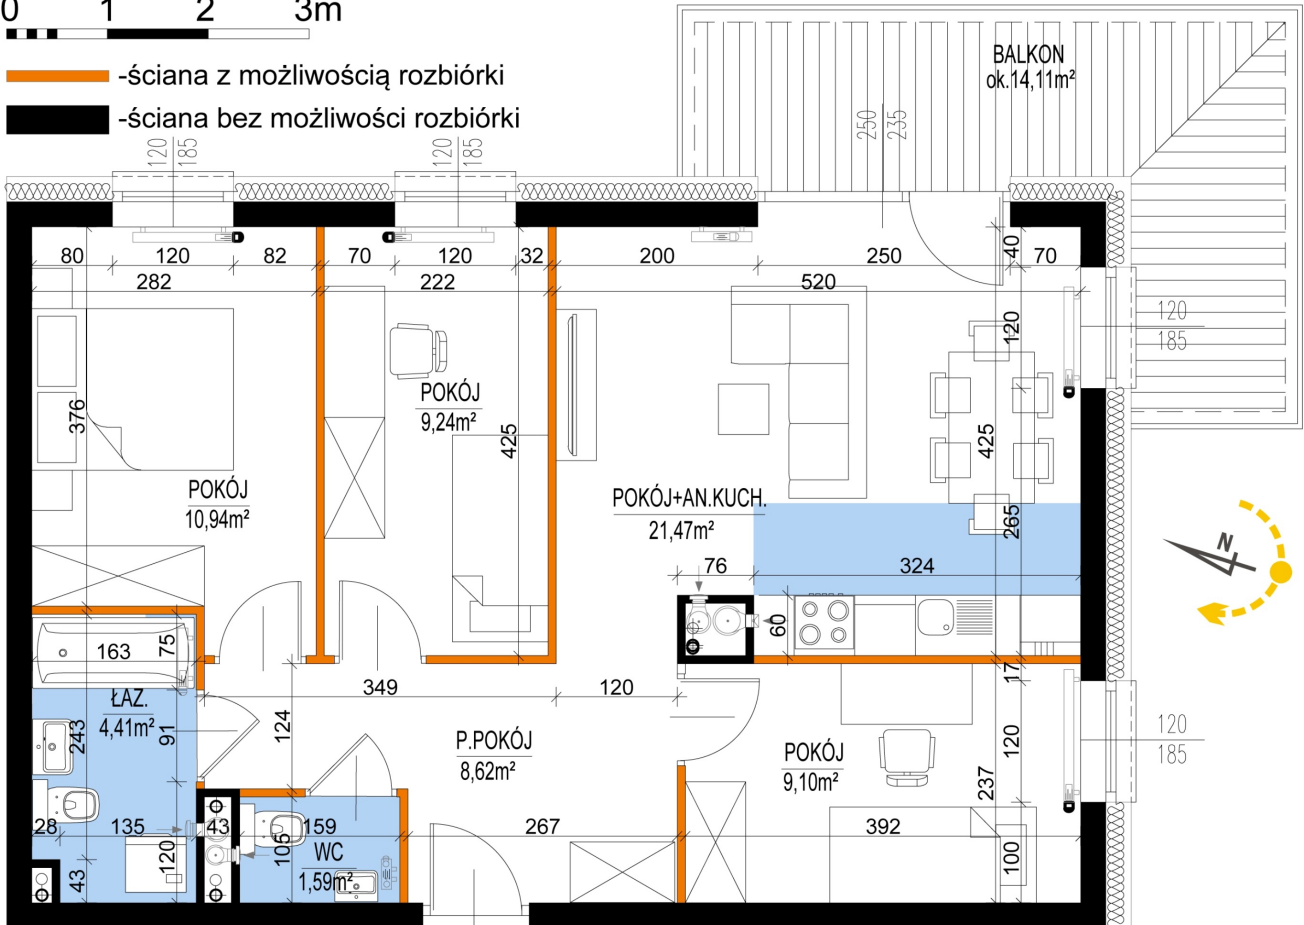 0 1 2 3m
-ściana z możliwością rozbiórki
-ściana bez możliwości rozbiórki
BALKON
ok.14,11m²
120 185
120 185
250 235
80 120 82 70 120 32 200 250 40 70
282 222 520
120
185
120
376
POKÓJ
9,24m²
425
425
POKÓJ
10,94m²
POKÓJ+AN.KUCH.
21,47m²
265
N
76 324
60
163 75
17
349 120
ŁAZ.
4,41m²
243
91
124
P.POKÓJ
8,62m²
POKÓJ
9,10m²
120
120
185
237
28 135 43 159 267 392
105
WC
1,59m²
120
43
100